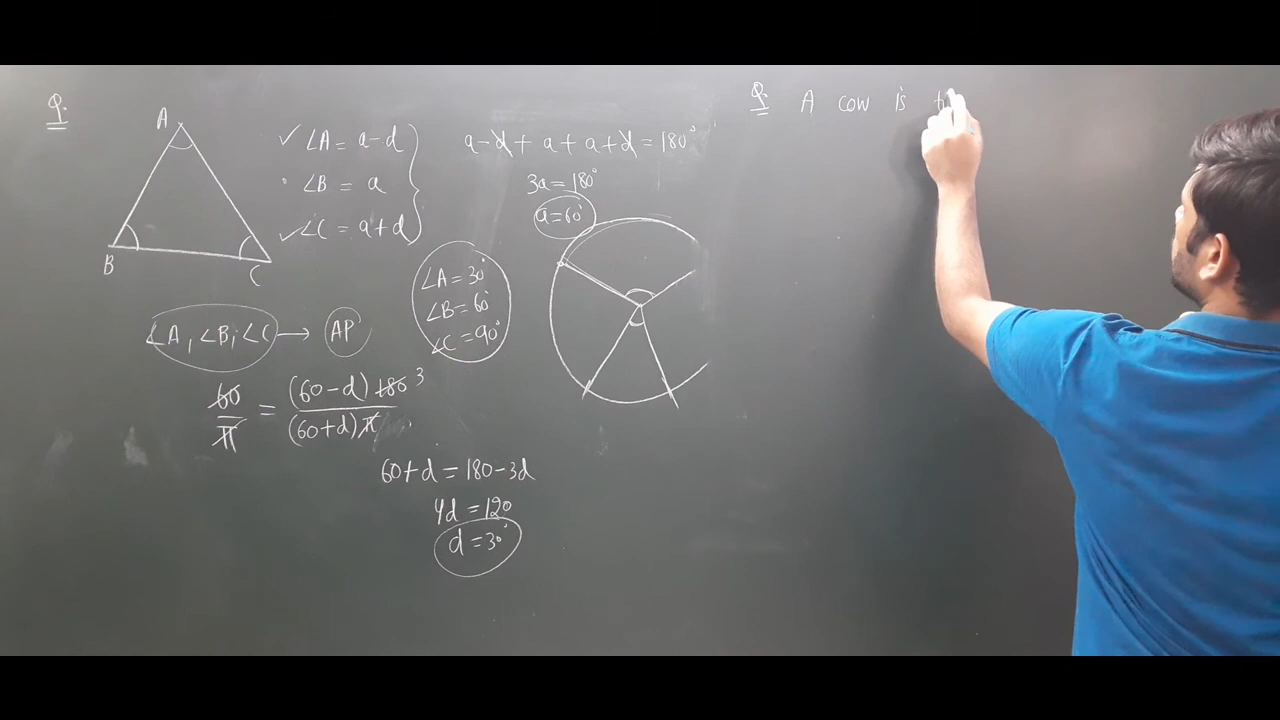 Q.
A
B
C
∠A = a-d
∠B = a
∠C = a+d
∠A, ∠B, ∠C → AP
60/π = (60-d) 180 3/(60+d) π
60+d = 180-3d
4d = 120
d = 30°
a-d + a + a+d = 180°
3a = 180°
a = 60°
∠A = 30°
∠B = 60°
∠C = 90°
Q. A cow is